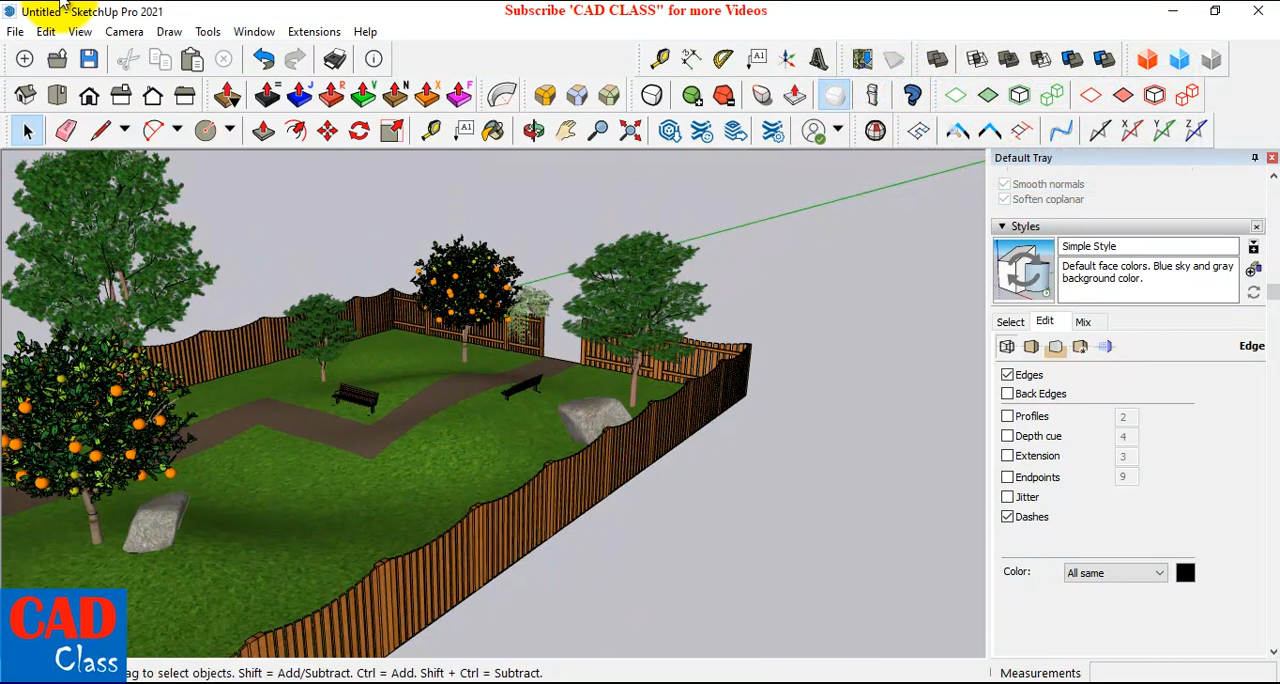 Untitled - SketchUp Pro 2021
Subscribe 'CAD CLASS" for more Videos
File Edit View Camera Draw Tools Window Extensions Help
A1
= J R V N X F
A1 X Y Z
Default Tray
Smooth normals
Soften coplanar
Styles
Simple Style
Default face colors. Blue sky and gray
background color.
Select Edit Mix
Edge
Edges
Back Edges
Profiles 2
Depth cue 4
Extension 3
Endpoints 9
Jitter
Dashes
Color: All same
CAD
Class
ag to select objects. Shift = Add/Subtract. Ctrl = Add. Shift + Ctrl = Subtract.
Measurements